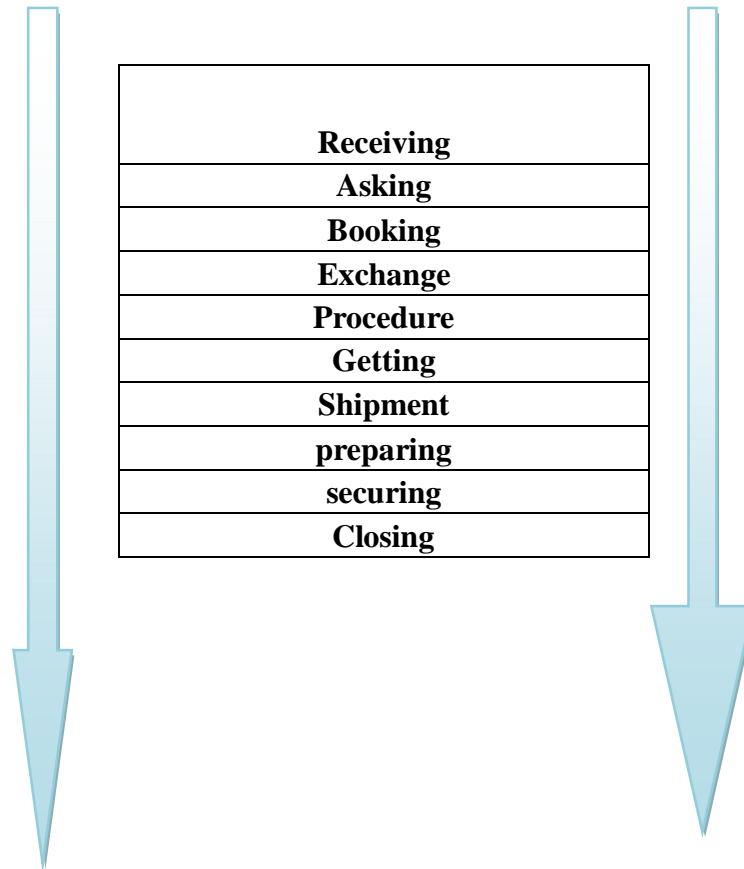 Receiving
Asking
Booking
Exchange
Procedure
Getting
Shipment
preparing
securing
Closing